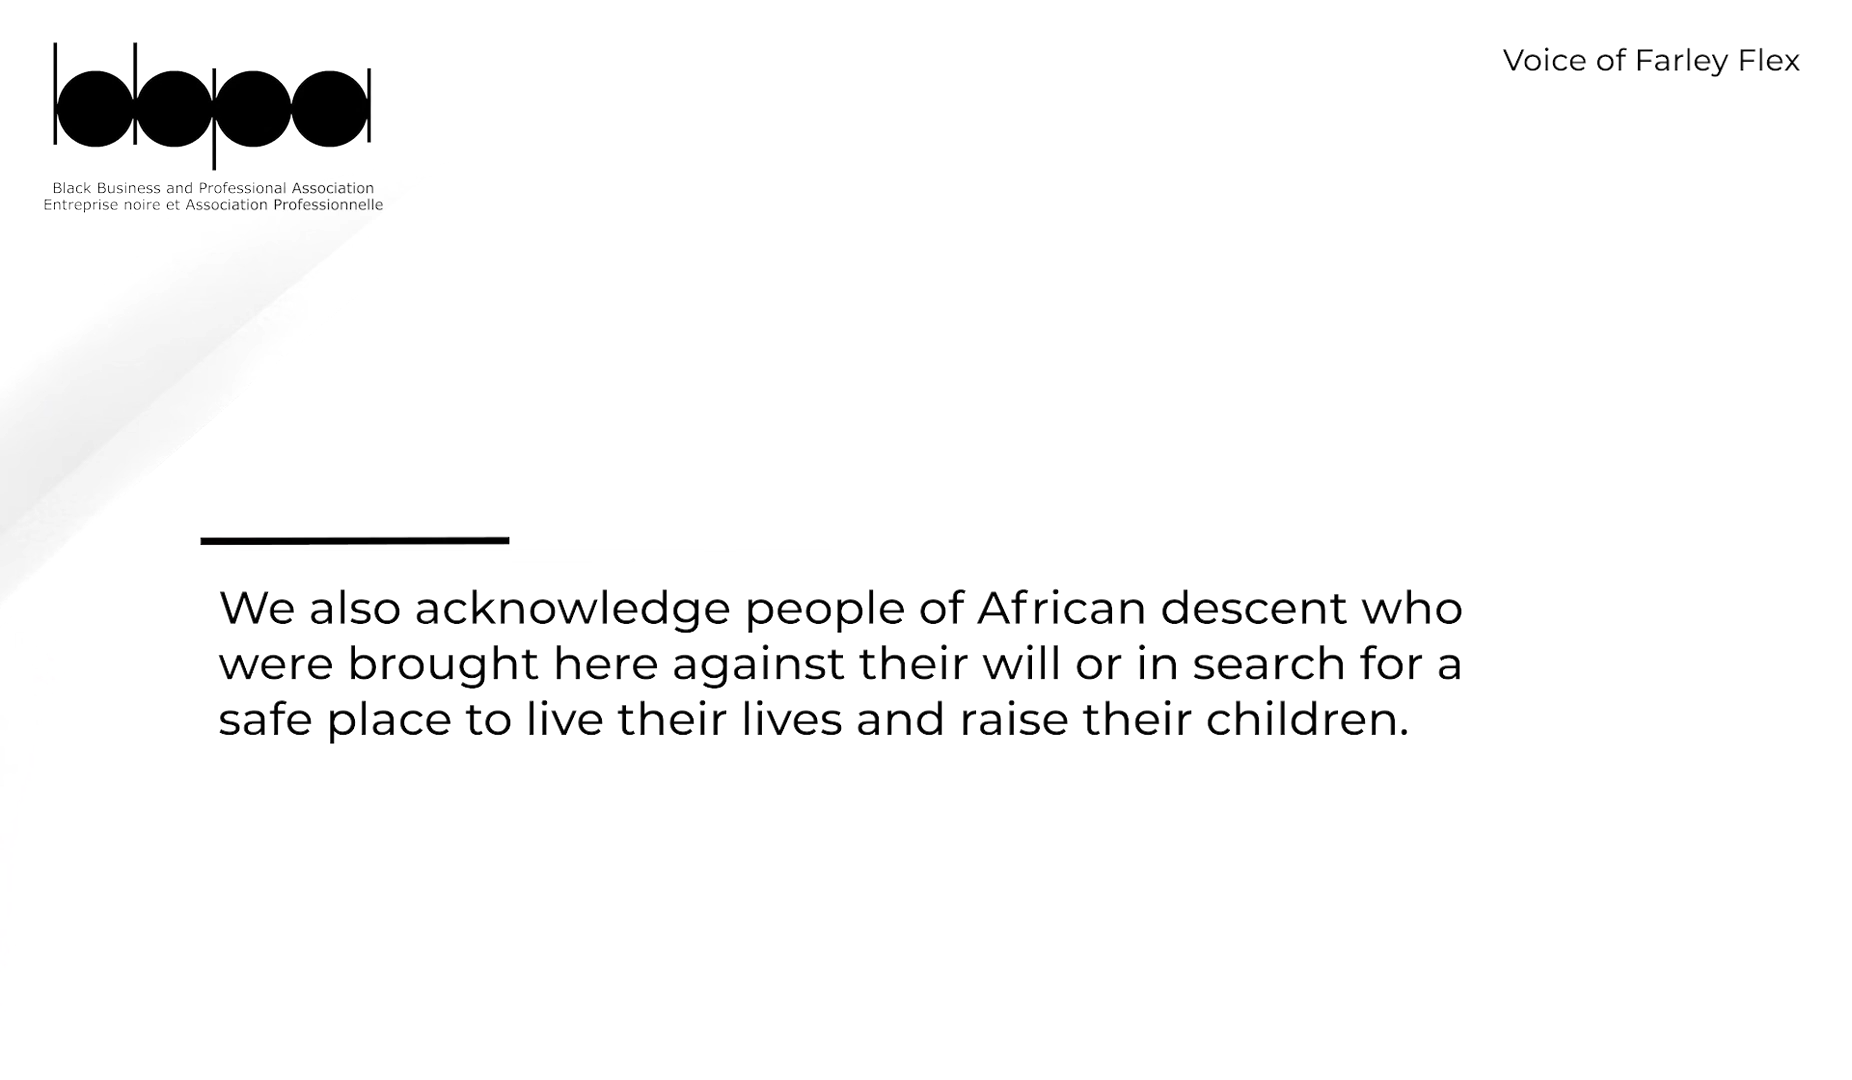 bbpa
Black Business and Professional Association
Entreprise noire et Association Professionnelle
Voice of Farley Flex
We also acknowledge people of African descent who
were brought here against their will or in search for a
safe place to live their lives and raise their children.